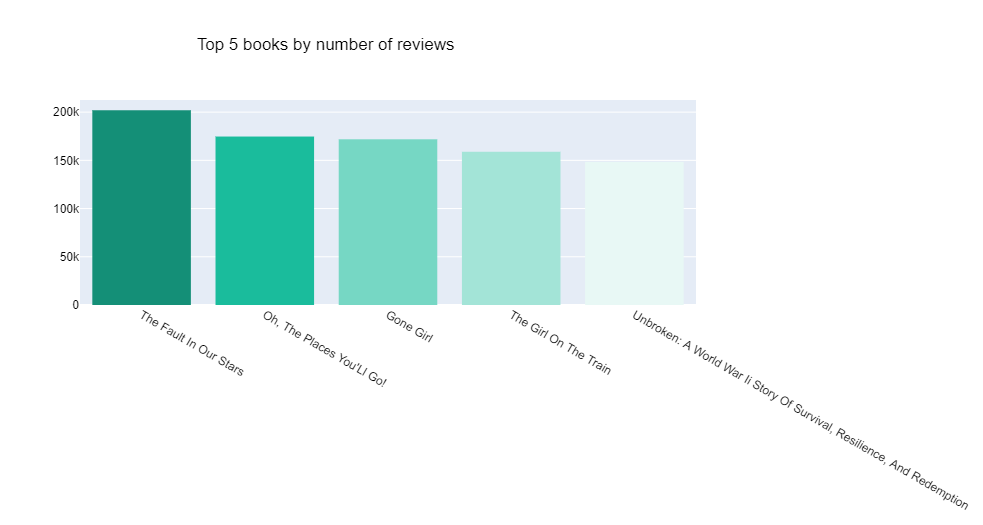 Top 5 books by number of reviews
200k
150k
100k
50k
0
The Fault In Our Stars
Oh, The Places You'Ll Go!
Gone Girl
The Girl On The Train
Unbroken: A World War Ii Story Of Survival, Resilience, And Redemption